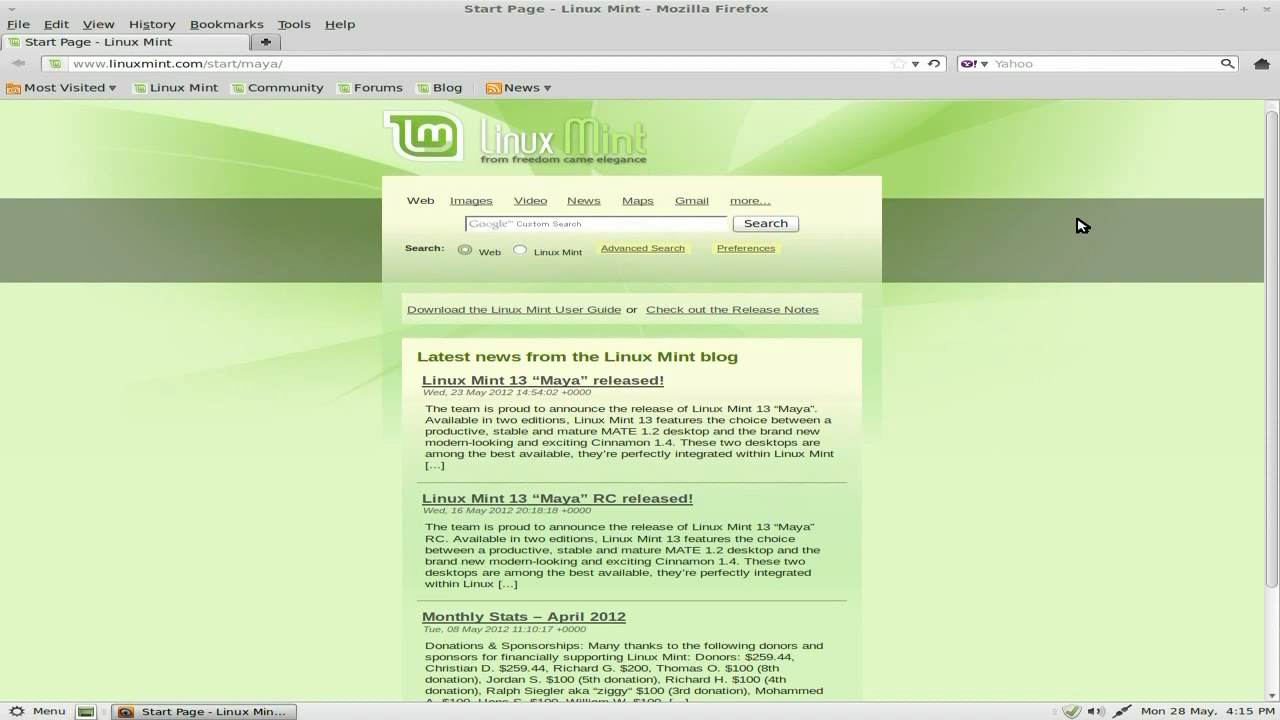 Start Page - Linux Mint - Mozilla Firefox
File Edit View History Bookmarks Tools Help
Start Page - Linux Mint
www.linuxmint.com/start/maya/
Yahoo
Most Visited Linux Mint Community Forums Blog News
Linux Mint
from freedom came elegance
Web Images Video News Maps Gmail more...
Google™ Custom Search Search
Search: Web Linux Mint Advanced Search Preferences
Download the Linux Mint User Guide or Check out the Release Notes
Latest news from the Linux Mint blog
Linux Mint 13 “Maya” released!
Wed, 23 May 2012 14:54:02 +0000
The team is proud to announce the release of Linux Mint 13 “Maya”.
Available in two editions, Linux Mint 13 features the choice between a
productive, stable and mature MATE 1.2 desktop and the brand new
modern-looking and exciting Cinnamon 1.4. These two desktops are
among the best available, they’re perfectly integrated within Linux Mint
[…]
Linux Mint 13 “Maya” RC released!
Wed, 16 May 2012 20:18:18 +0000
The team is proud to announce the release of Linux Mint 13 “Maya”
RC. Available in two editions, Linux Mint 13 features the choice
between a productive, stable and mature MATE 1.2 desktop and the
brand new modern-looking and exciting Cinnamon 1.4. These two
desktops are among the best available, they’re perfectly integrated
within Linux […]
Monthly Stats – April 2012
Tue, 08 May 2012 11:10:17 +0000
Donations & Sponsorships: Many thanks to the following donors and
sponsors for financially supporting Linux Mint: Donors: $259.44,
Christian D. $259.44, Richard G. $200, Thomas O. $100 (8th
donation), Jordan S. $100 (5th donation), Richard H. $100 (4th
donation), Ralph Siegler aka “ziggy” $100 (3rd donation), Mohammed
Menu Start Page - Linux Min... Mon 28 May, 4:15 PM